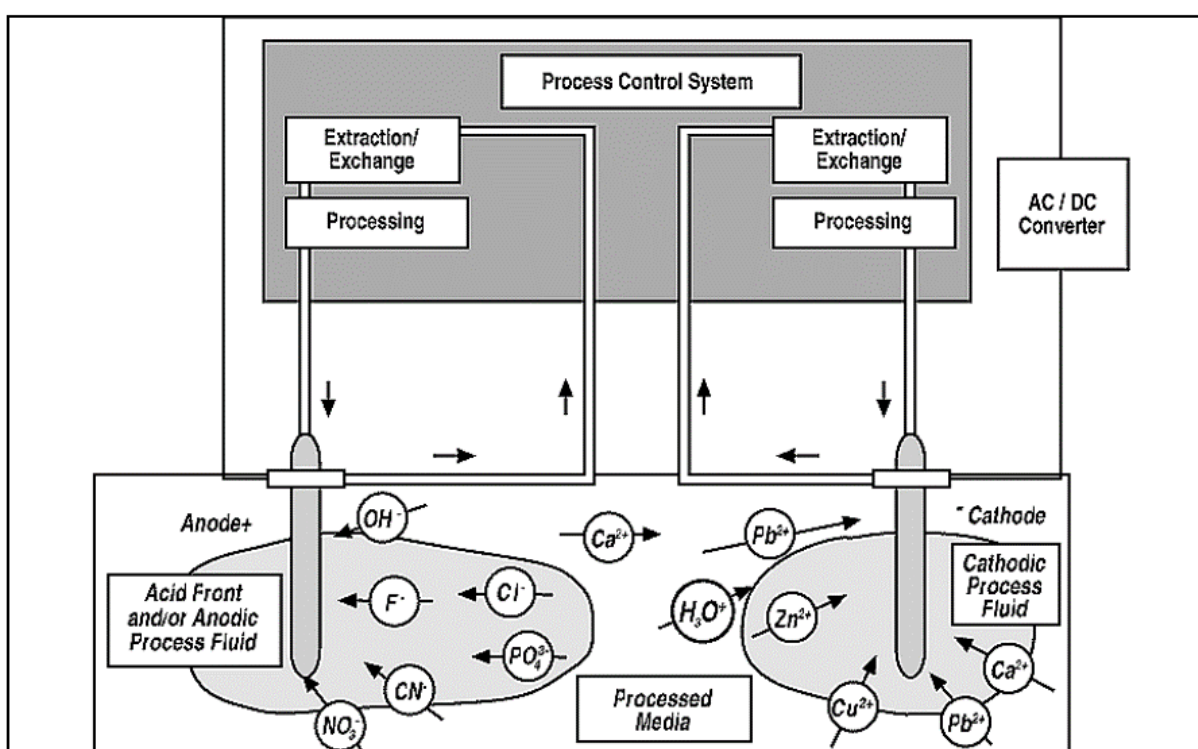 Process Control System
Extraction/
Exchange
Extraction/
Exchange
Processing
Processing
AC / DC
Converter
Anode+
OH-
Ca2+
Pb2+
- Cathode
Acid Front
and/or Anodic
Process Fluid
F-
Cl-
H3O+
Zn2+
Cathodic
Process
Fluid
PO43-
CN-
NO3-
Processed
Media
Cu2+
Pb2+
Ca2+